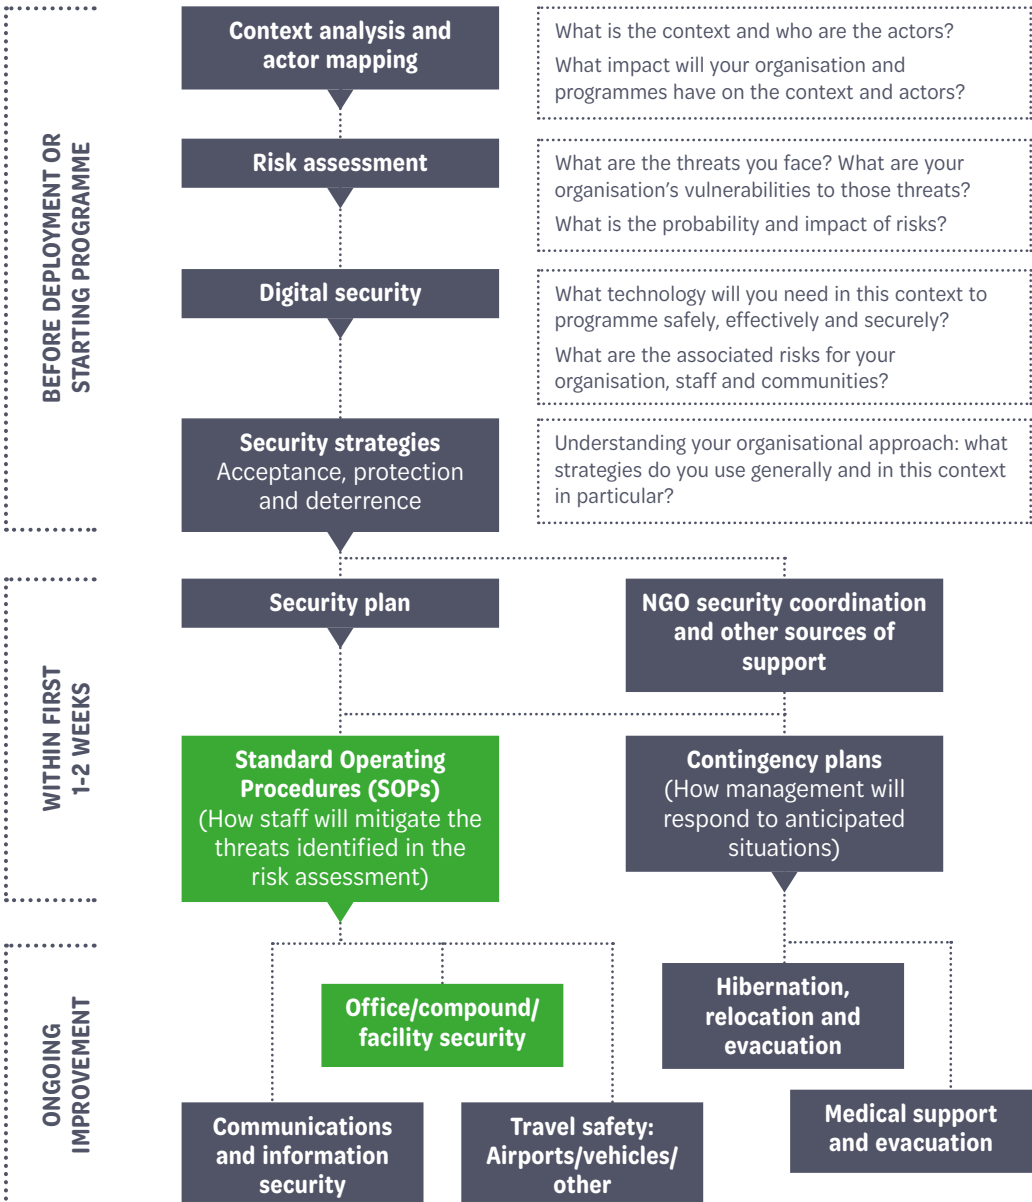 BEFORE DEPLOYMENT OR
STARTING PROGRAMME
Context analysis and
actor mapping
What is the context and who are the actors?
What impact will your organisation and
programmes have on the context and actors?
Risk assessment
What are the threats you face? What are your
organisation’s vulnerabilities to those threats?
What is the probability and impact of risks?
Digital security
What technology will you need in this context to
programme safely, effectively and securely?
What are the associated risks for your
organisation, staff and communities?
Security strategies
Acceptance, protection
and deterrence
Understanding your organisational approach: what
strategies do you use generally and in this context
in particular?
WITHIN FIRST
1-2 WEEKS
Security plan
NGO security coordination
and other sources of
support
Standard Operating
Procedures (SOPs)
(How staff will mitigate the
threats identified in the
risk assessment)
Contingency plans
(How management will
respond to anticipated
situations)
ONGOING
IMPROVEMENT
Office/compound/
facility security
Hibernation,
relocation and
evacuation
Communications
and information
security
Travel safety:
Airports/vehicles/
other
Medical support
and evacuation